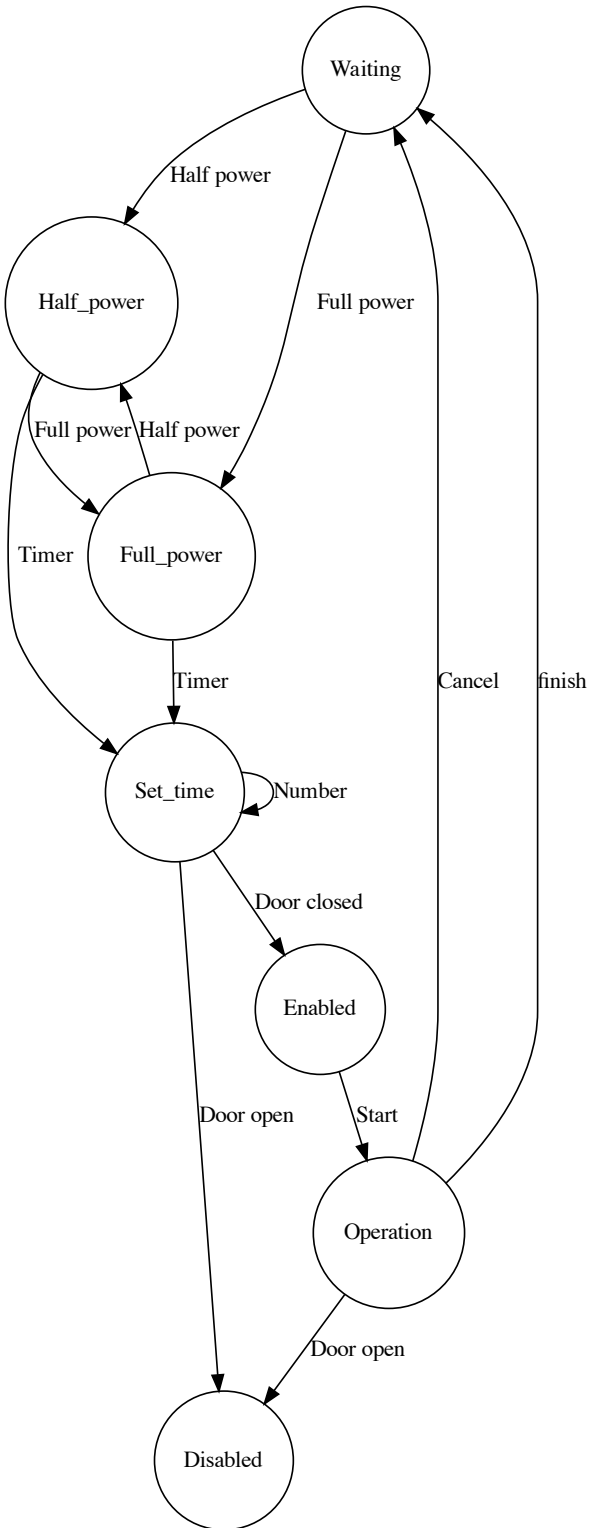 Waiting
Half power
Half_power
Full power
Full power
Half power
Full_power
Timer
Timer
Cancel
finish
Set_time
Number
Door closed
Enabled
Door open
Start
Operation
Door open
Disabled